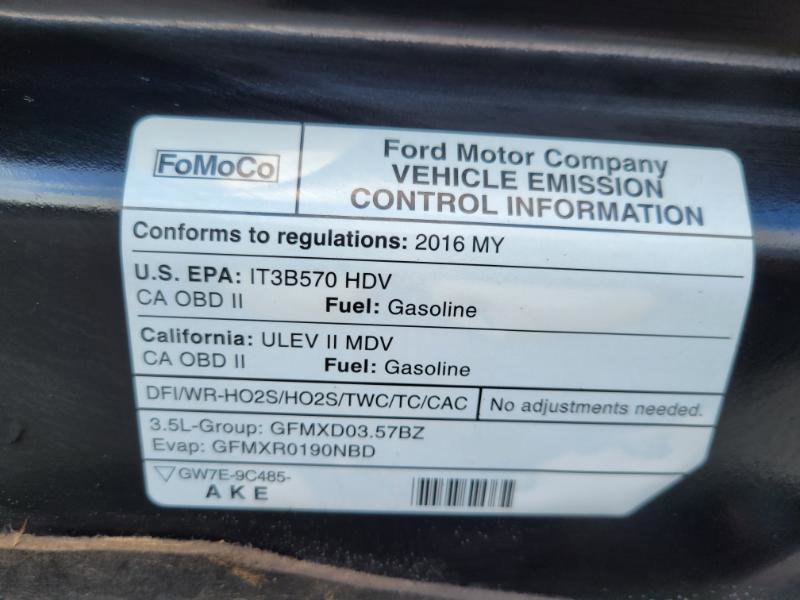 FoMoCo
Ford Motor Company
VEHICLE EMISSION
CONTROL INFORMATION
Conforms to regulations: 2016 MY
U.S. EPA: IT3B570 HDV
CA OBD II Fuel: Gasoline
California: ULEV II MDV
CA OBD II Fuel: Gasoline
DFI/WR-HO2S/HO2S/TWC/TC/CAC No adjustments needed.
3.5L-Group: GFMXD03.57BZ
Evap: GFMXR0190NBD
GW7E-9C485-
AKE